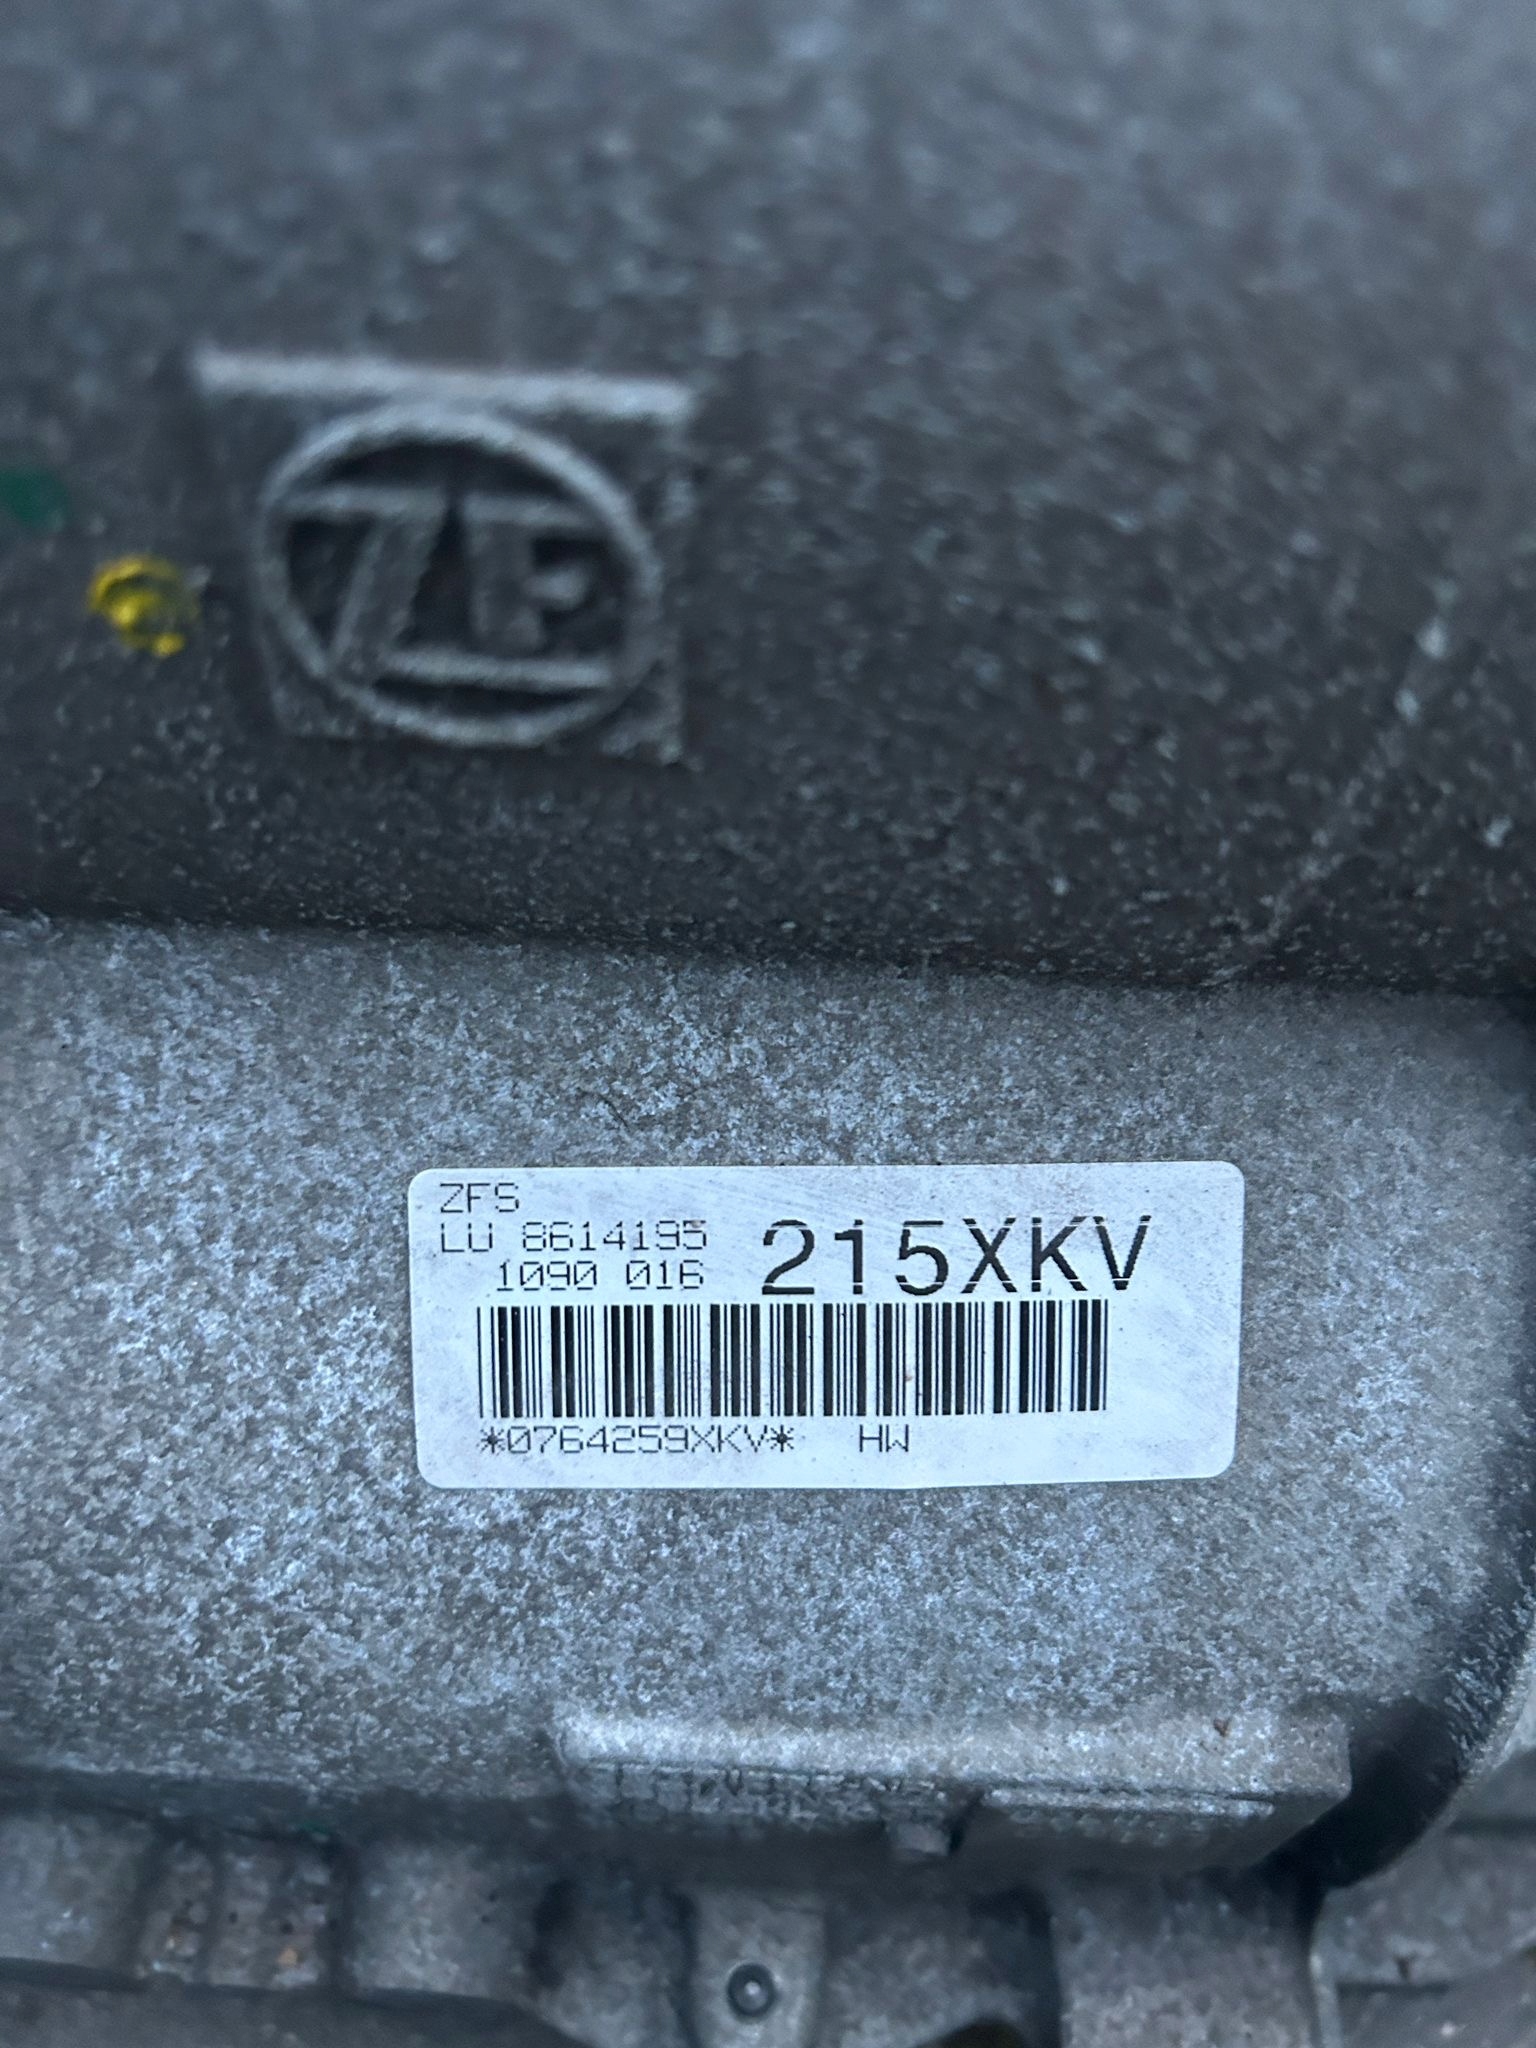 ZF
ZFS
LU 8614195
1090 016
215XKV
*0764259XKV* HW